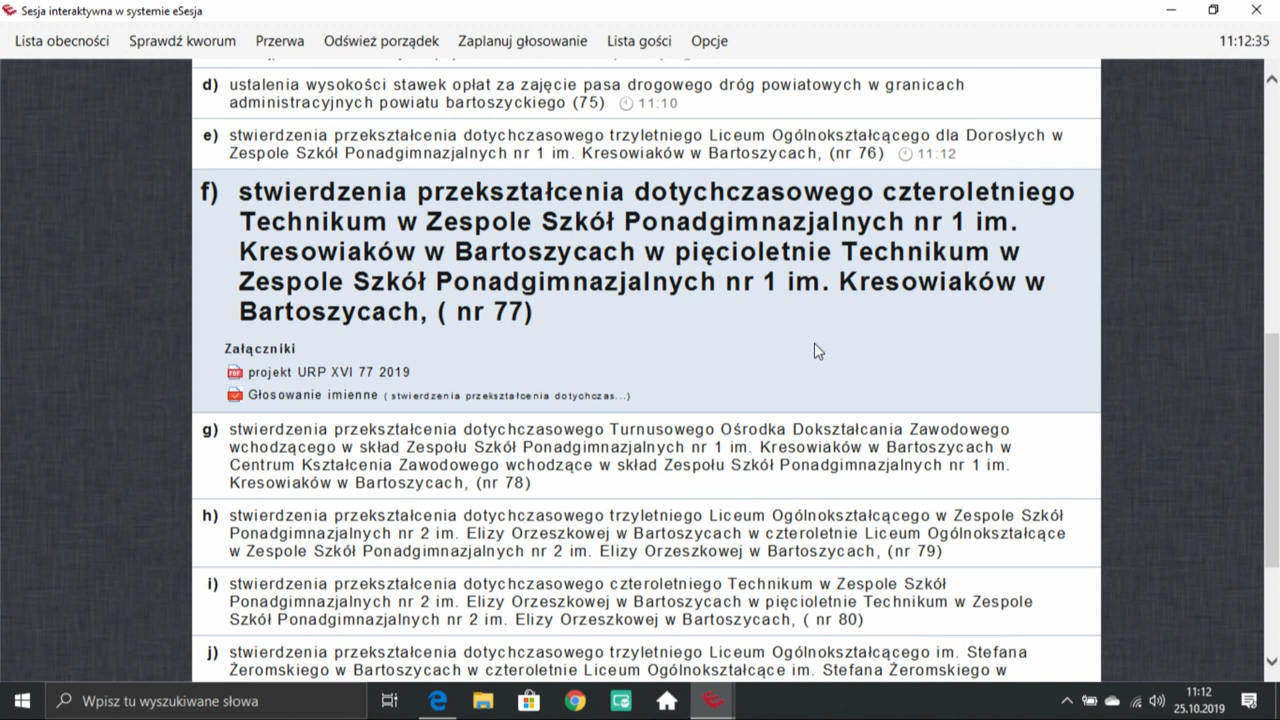 Sesja interaktywna w systemie eSesja
Lista obecności Sprawdź kworum Przerwa Odśwież porządek Zaplanuj głosowanie Lista gości Opcje 11:12:35
d) ustalenia wysokości stawek opłat za zajęcie pasa drogowego dróg powiatowych w granicach
administracyjnych powiatu bartoszyckiego (75) 11:10
e) stwierdzenia przekształcenia dotychczasowego trzyletniego Liceum Ogólnokształcącego dla Dorosłych w
Zespole Szkół Ponadgimnazjalnych nr 1 im. Kresowiaków w Bartoszycach, (nr 76) 11:12
f) stwierdzenia przekształcenia dotychczasowego czteroletniego
Technikum w Zespole Szkół Ponadgimnazjalnych nr 1 im.
Kresowiaków w Bartoszycach w pięcioletnie Technikum w
Zespole Szkół Ponadgimnazjalnych nr 1 im. Kresowiaków w
Bartoszycach, ( nr 77)
Załączniki
projekt URP XVI 77 2019
Głosowanie imienne ( stwierdzenia przekształcenia dotychczas...)
g) stwierdzenia przekształcenia dotychczasowego Turnusowego Ośrodka Dokształcania Zawodowego
wchodzącego w skład Zespołu Szkół Ponadgimnazjalnych nr 1 im. Kresowiaków w Bartoszycach w
Centrum Kształcenia Zawodowego wchodzące w skład Zespołu Szkół Ponadgimnazjalnych nr 1 im.
Kresowiaków w Bartoszycach, (nr 78)
h) stwierdzenia przekształcenia dotychczasowego trzyletniego Liceum Ogólnokształcącego w Zespole Szkół
Ponadgimnazjalnych nr 2 im. Elizy Orzeszkowej w Bartoszycach w czteroletnie Liceum Ogólnokształcące
w Zespole Szkół Ponadgimnazjalnych nr 2 im. Elizy Orzeszkowej w Bartoszycach, (nr 79)
i) stwierdzenia przekształcenia dotychczasowego czteroletniego Technikum w Zespole Szkół
Ponadgimnazjalnych nr 2 im. Elizy Orzeszkowej w Bartoszycach w pięcioletnie Technikum w Zespole
Szkół Ponadgimnazjalnych nr 2 im. Elizy Orzeszkowej w Bartoszycach, ( nr 80)
j) stwierdzenia przekształcenia dotychczasowego trzyletniego Liceum Ogólnokształcącego im. Stefana
Żeromskiego w Bartoszycach w czteroletnie Liceum Ogólnokształcące im. Stefana Żeromskiego w
Wpisz tu wyszukiwane słowa
11:12
25.10.2019